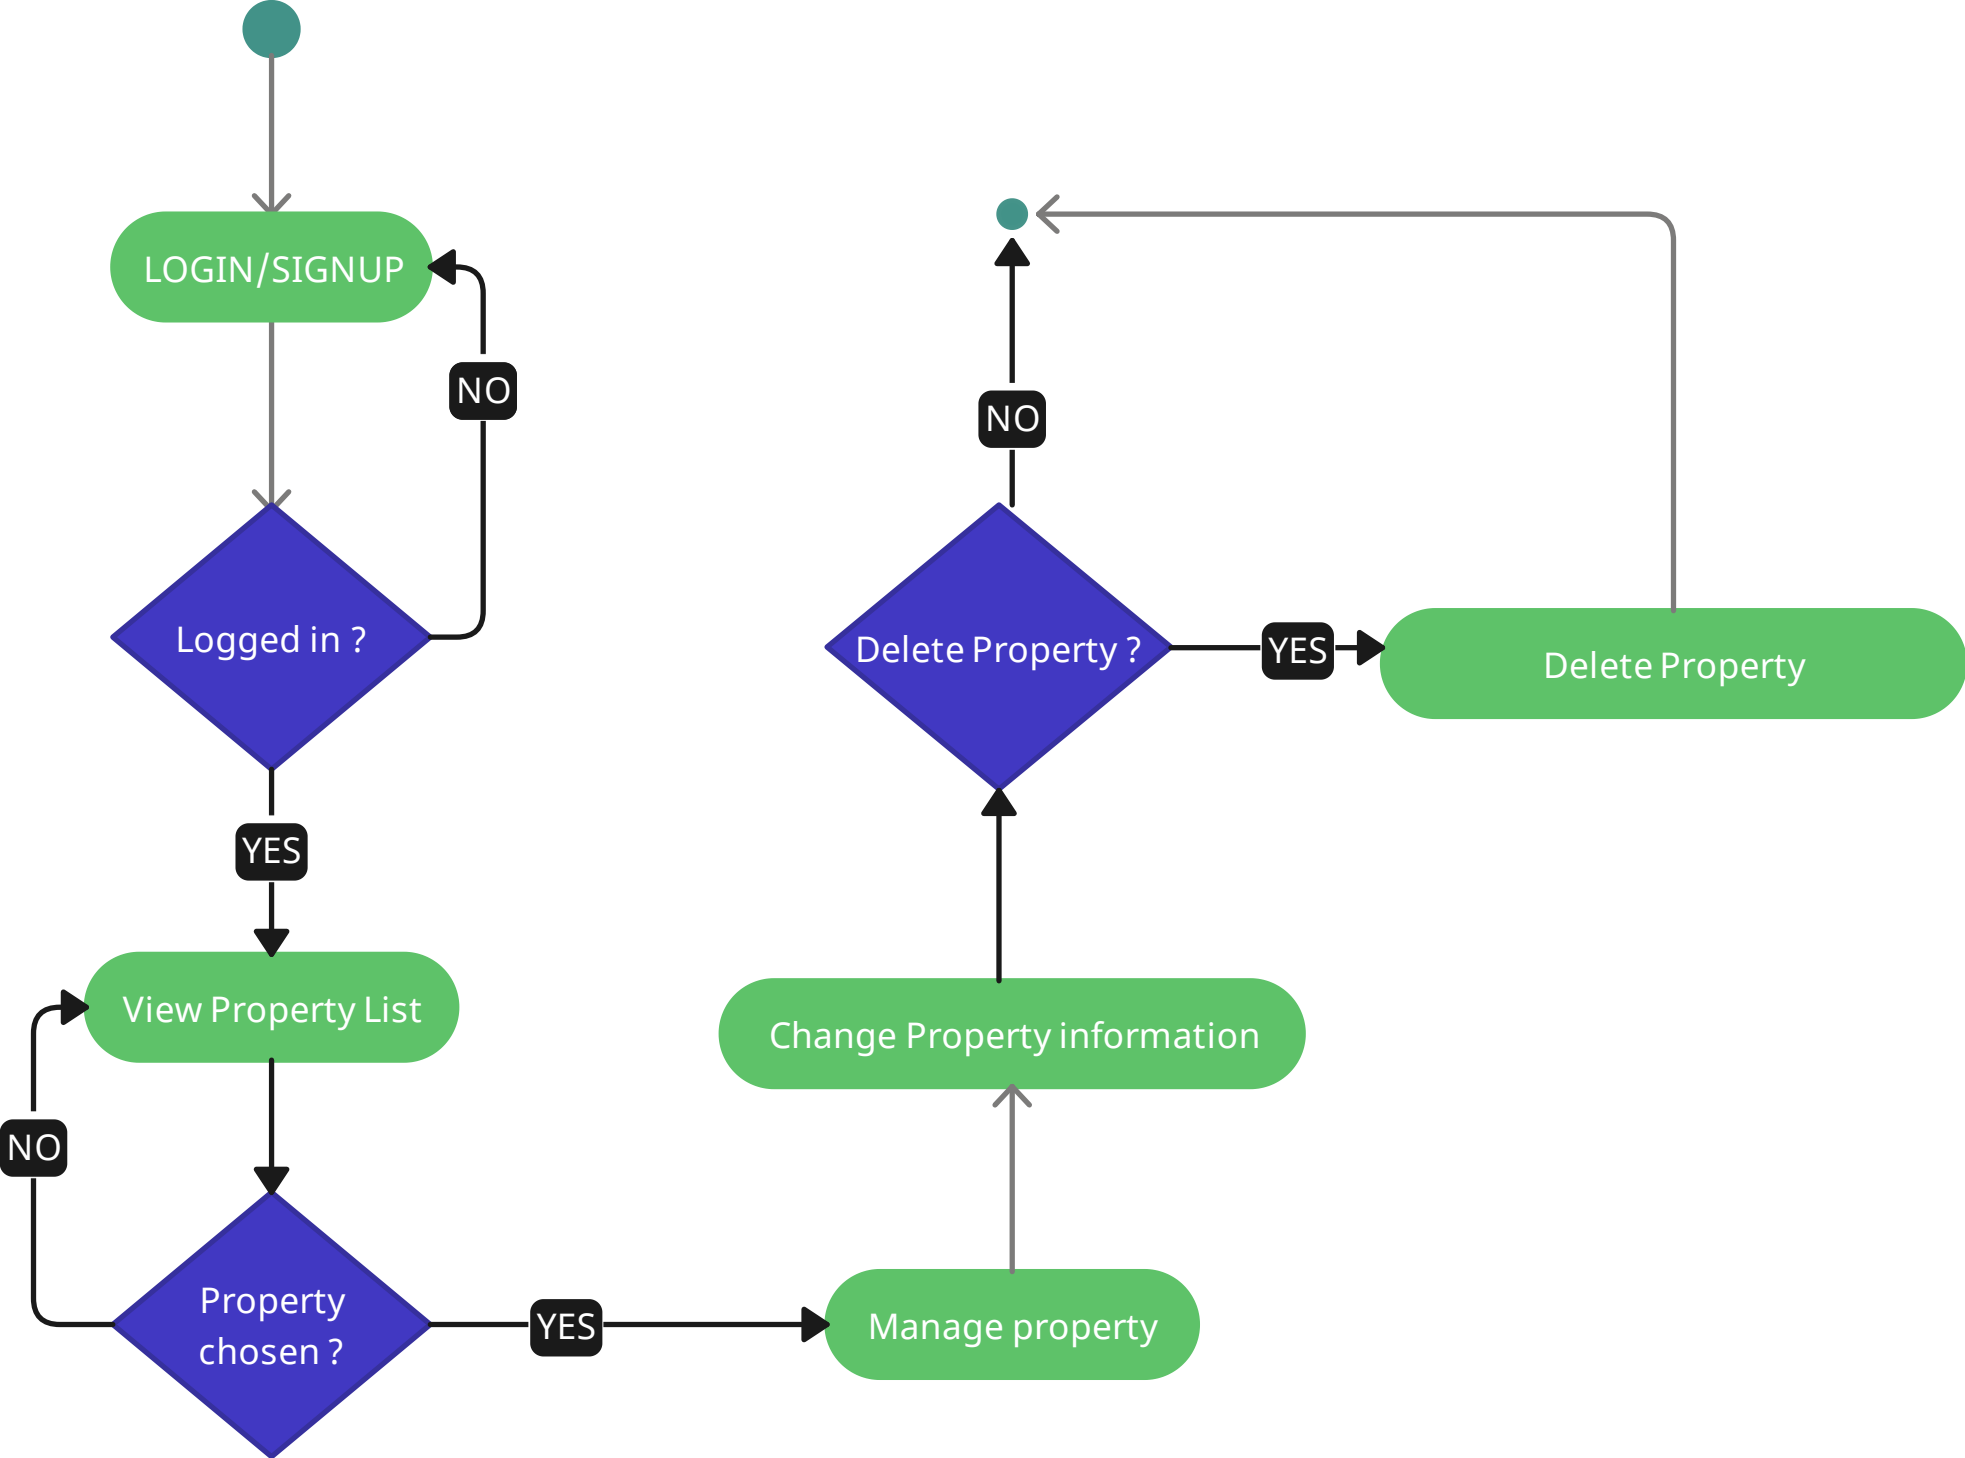 LOGIN/SIGNUP
NO
Logged in ?
YES
View Property List
NO
Property
chosen ?
YES
Manage property
Change Property information
Delete Property ?
NO
YES
Delete Property